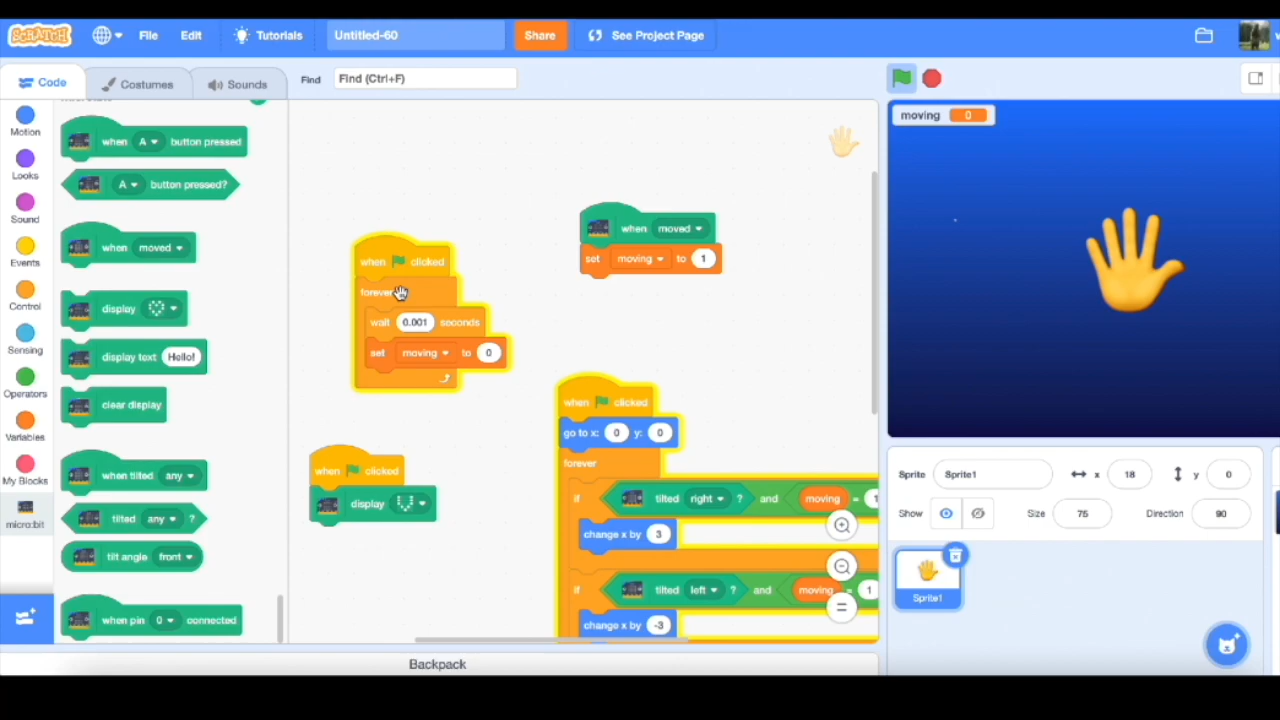 SCRATCH File Edit Tutorials Untitled-60 Share See Project Page
Code Costumes Sounds Find Find (Ctrl+F)
Motion
Looks
Sound
Events
Control
Sensing
Operators
Variables
My Blocks
micro:bit
when A button pressed
A button pressed?
when moved
display
display text Hello!
clear display
when tilted any
tilted any ?
tilt angle front
when pin 0 connected
when clicked
forever
wait 0.001 seconds
set moving to 0
when clicked
display
when moved
set moving to 1
when clicked
go to x: 0 y: 0
forever
if tilted right ? and moving = 1
change x by 3
if tilted left ? and moving = 1
change x by -3
Backpack
moving 0
Sprite Sprite1 x 18 y 0
Show Size 75 Direction 90
Sprite1